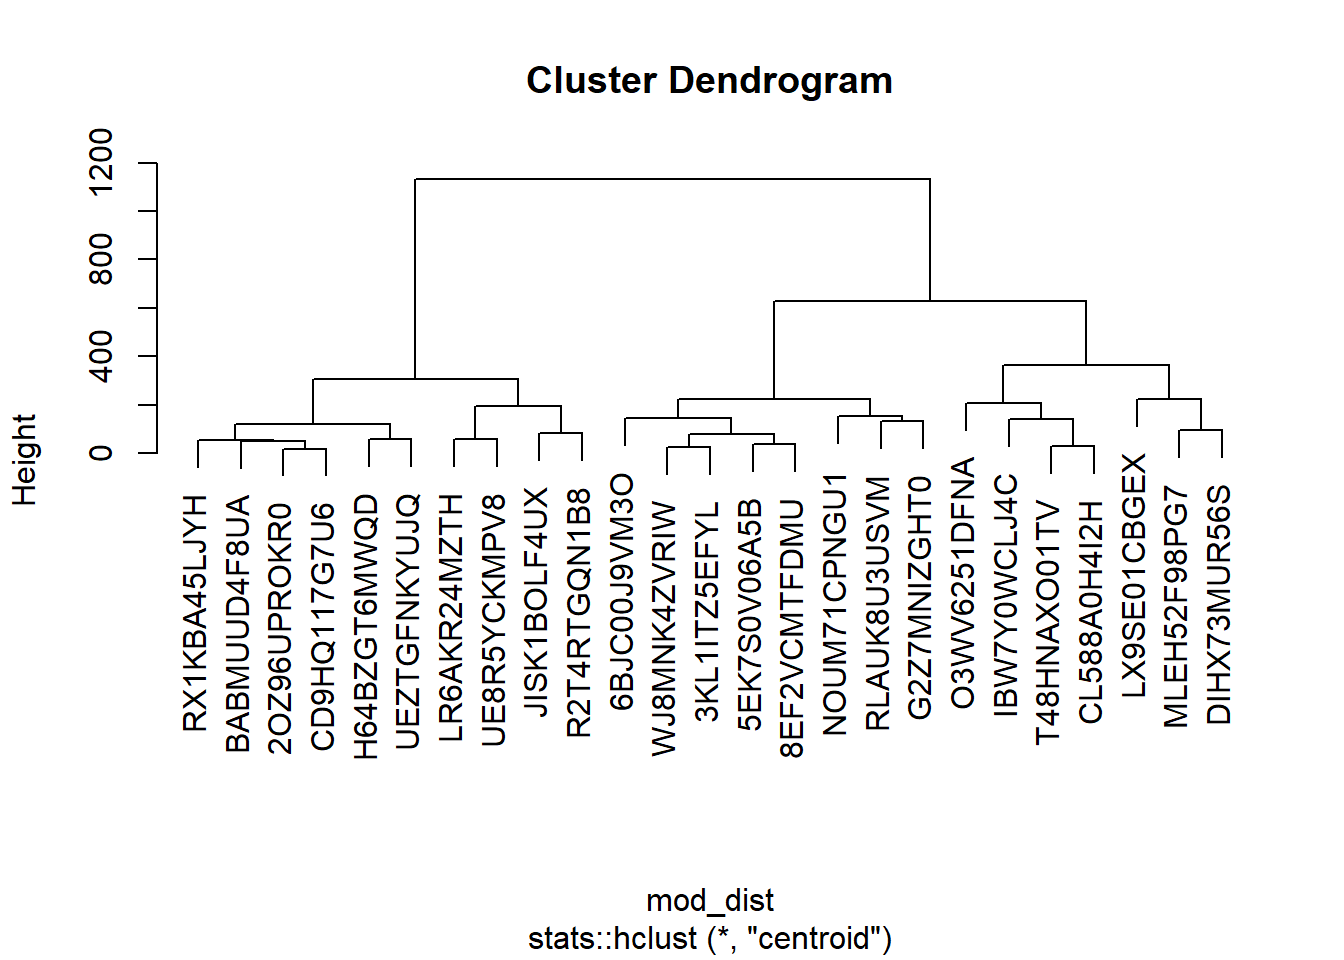 Cluster Dendrogram
Height
1200
800
400
0
RX1KBA45LJYH
BABMUUD4F8UA
2OZ96UPROKR0
CD9HQ117G7U6
H64BZGT6MWQD
UEZTGFNKYUJQ
LR6AKR24MZTH
UE8R5YCKMPV8
JISK1BOLF4UX
R2T4RTGQN1B8
6BJC00J9VM3O
WJ8MNK4ZVRIW
3KL1ITZ5EFYL
5EK7S0V06A5B
8EF2VCMTFDMU
NOUM71CPNGU1
RLAUK8U3USVM
G2Z7MNIZGHT0
O3WV6251DFNA
IBW7Y0WCLJ4C
T48HNAXO01TV
CL588A0H4I2H
LX9SE01CBGEX
MLEH52F98PG7
DIHX73MUR56S
mod_dist
stats::hclust (*, "centroid")